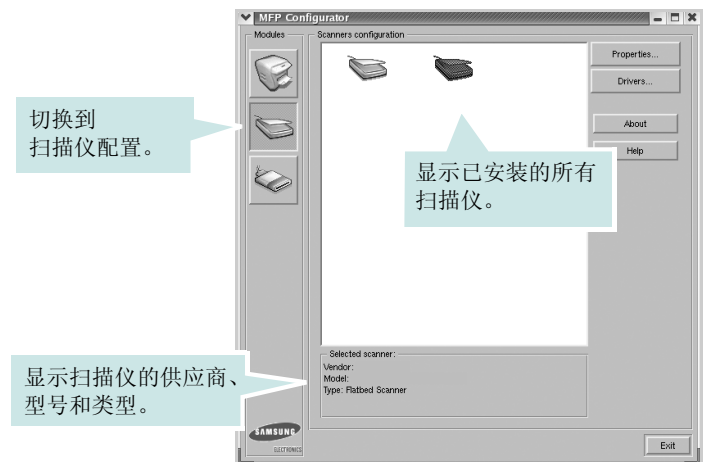 MFP Configurator
Modules
Scanners configuration
Properties...
Drivers...
About
Help
切换到
扫描仪配置。
显示已安装的所有
扫描仪。
Selected scanner:
Vendor:
Model:
Type: Flatbed Scanner
显示扫描仪的供应商、
型号和类型。
SAMSUNG
ELECTRONICS
Exit